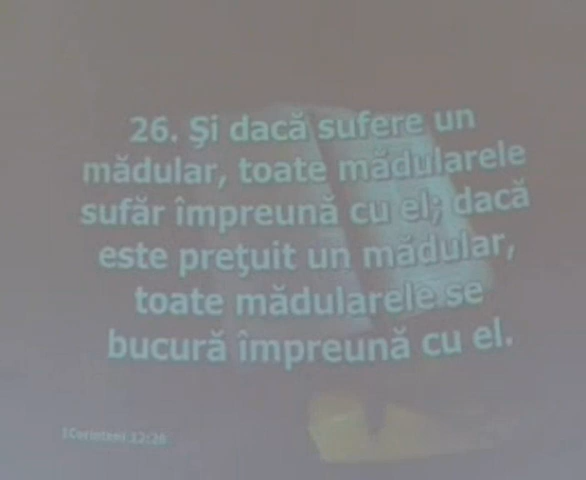 26. Şi dacă sufere un
mădular, toate mădularele
sufăr împreună cu el; dacă
este preţuit un mădular,
toate mădularele se
bucură împreună cu el.
1Corinteni 12:26